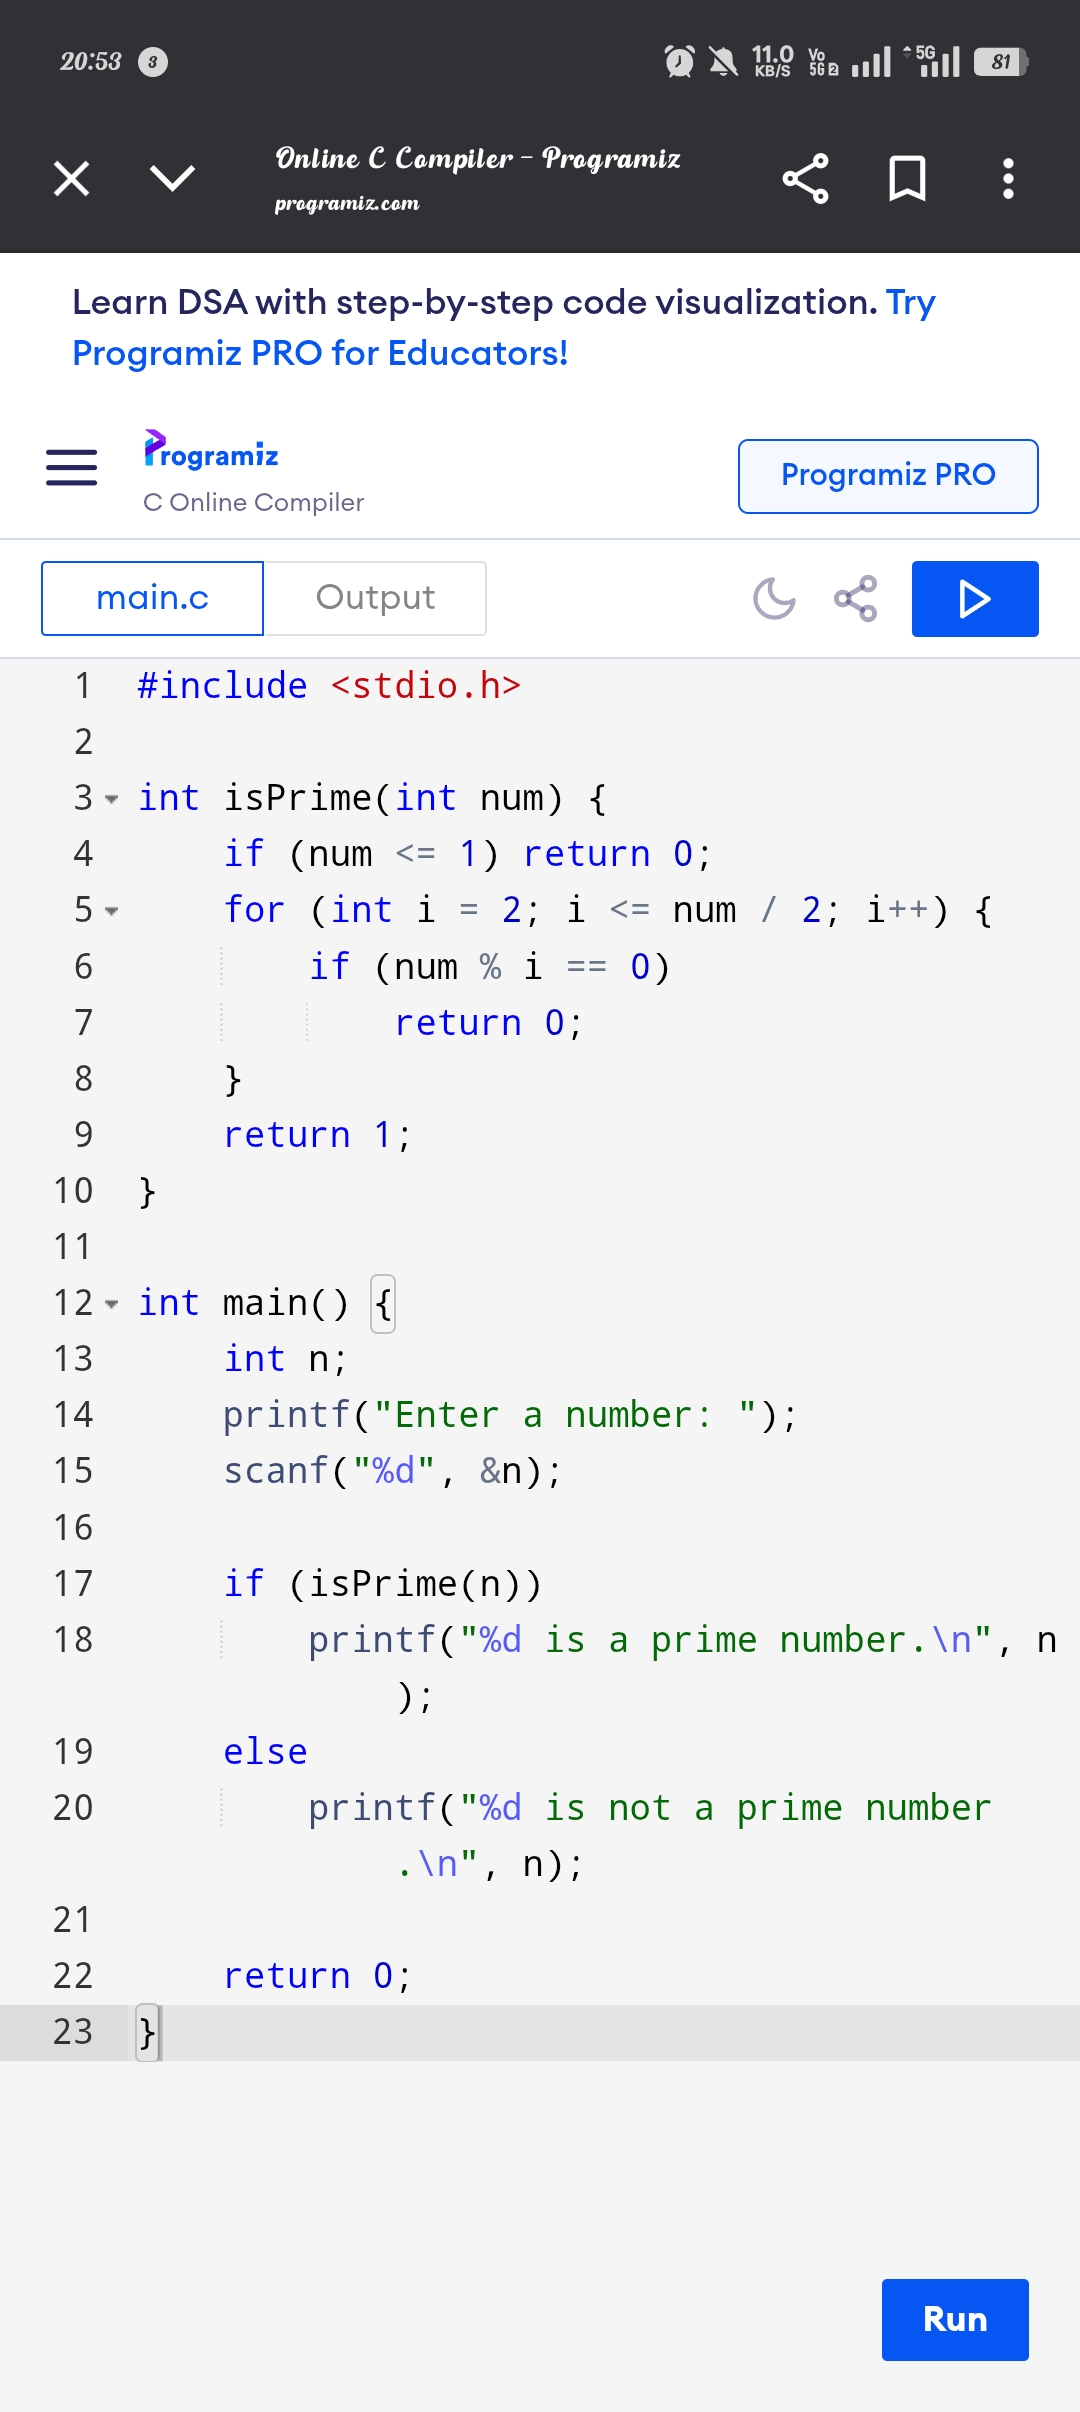 20:53 3 11.0 KB/S Vo 5G 2 5G 81
Online C Compiler - Programiz
programiz.com
Learn DSA with step-by-step code visualization. Try
Programiz PRO for Educators!
Programiz
C Online Compiler
Programiz PRO
main.c Output
1 #include <stdio.h>
2
3 int isPrime(int num) {
4     if (num <= 1) return 0;
5     for (int i = 2; i <= num / 2; i++) {
6         if (num % i == 0)
7             return 0;
8     }
9     return 1;
10 }
11
12 int main() {
13     int n;
14     printf("Enter a number: ");
15     scanf("%d", &n);
16
17     if (isPrime(n))
18         printf("%d is a prime number.\n", n
);
19     else
20         printf("%d is not a prime number
.\n", n);
21
22     return 0;
23 }
Run